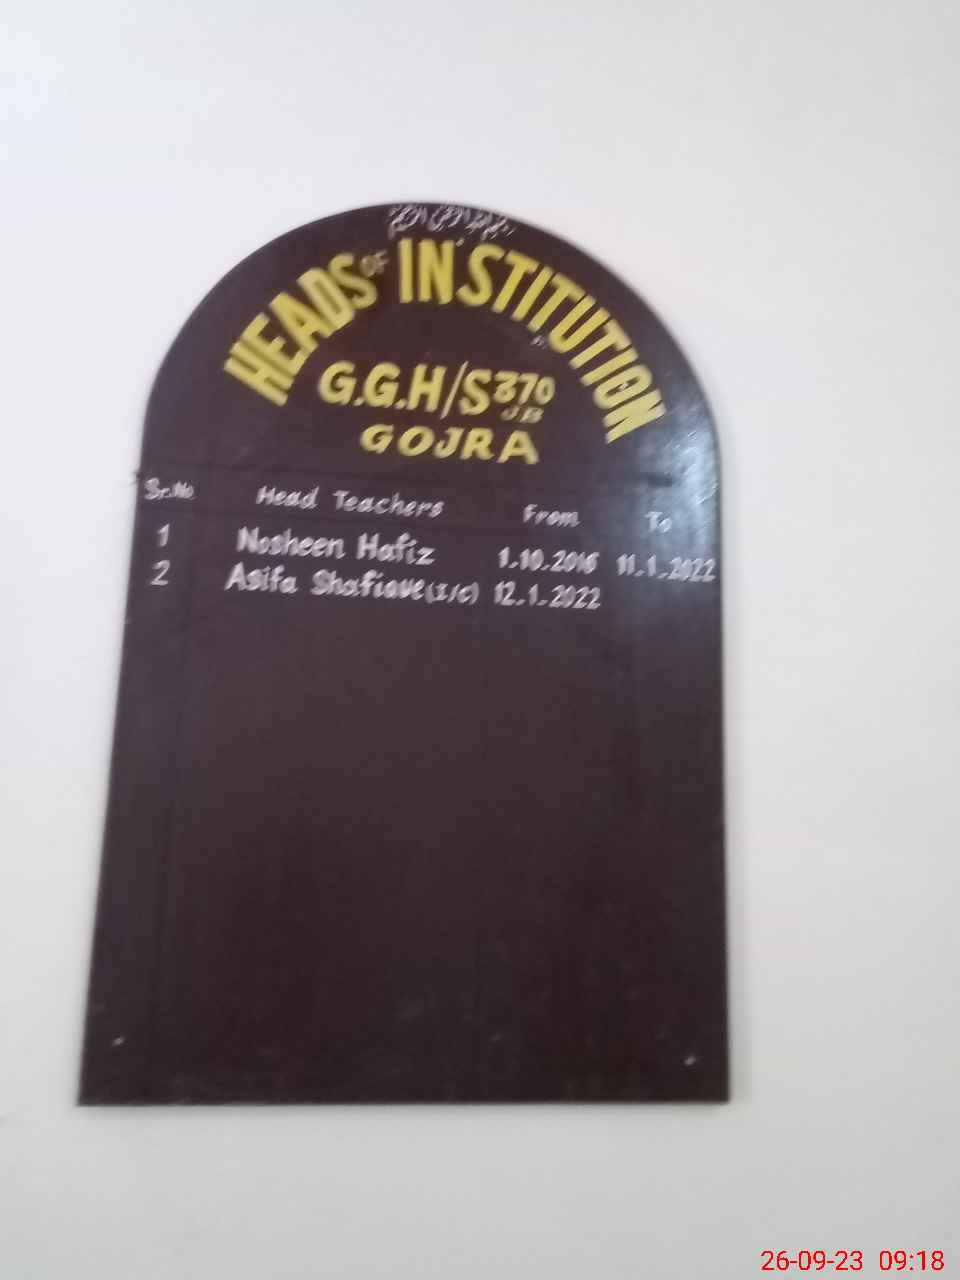 HEADS OF INSTITUTION
G.G.H/S 370 JB
GOJRA
Sr.No Head Teachers From To
1 Nosheen Hafiz 1.10.2016 11.1.2022
2 Asifa Shafique (I/C) 12.1.2022
26-09-23 09:18